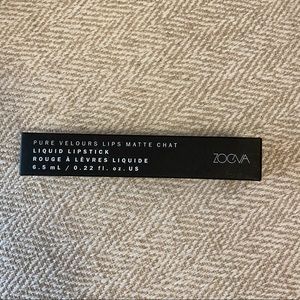 PURE VELOURS LIPS MATTE CHAT
LIQUID LIPSTICK
ROUGE À LÈVRES LIQUIDE
6.5 mL / 0.22 fl. oz. US
ZOEVA